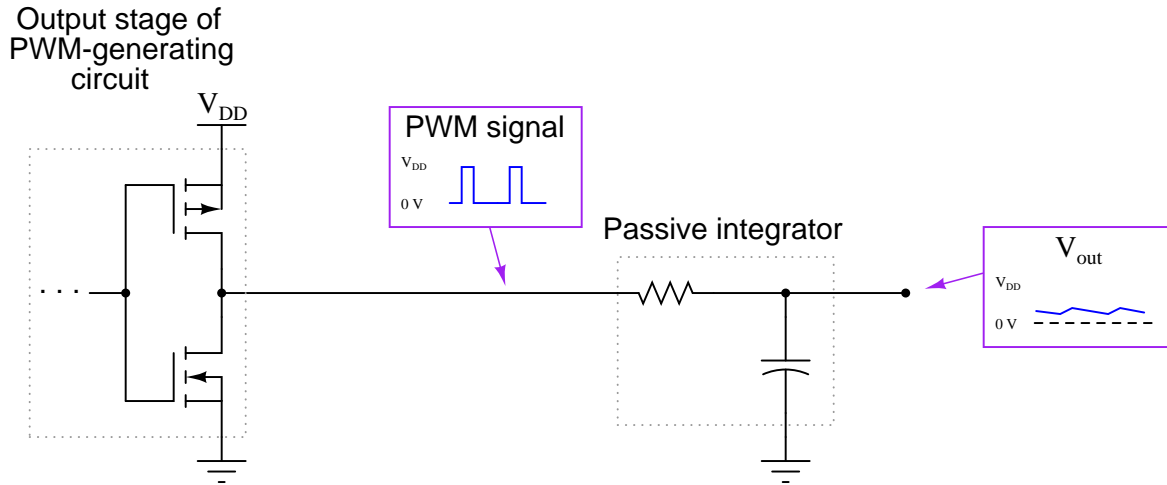 Output stage of
PWM-generating
circuit
VDD
PWM signal
VDD
0 V
Passive integrator
Vout
VDD
0 V
. . .